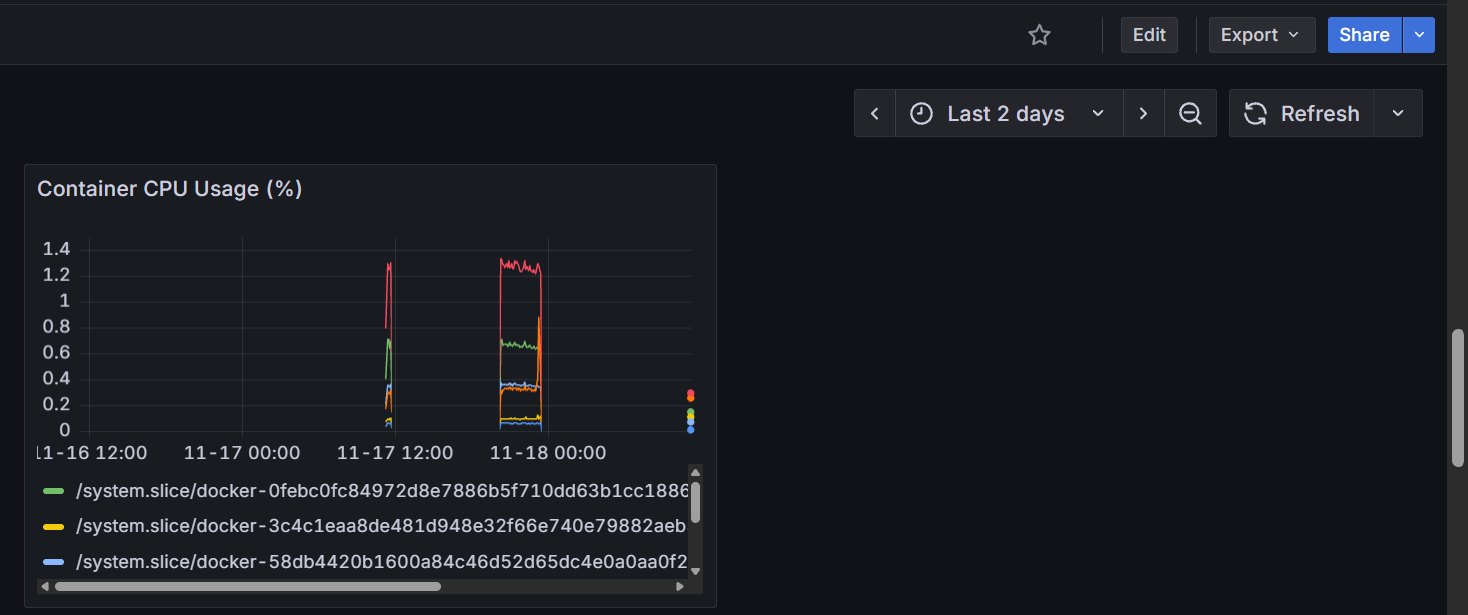 Edit Export Share
Last 2 days Refresh
Container CPU Usage (%)
1.4
1.2
1
0.8
0.6
0.4
0.2
0
11-16 12:00 11-17 00:00 11-17 12:00 11-18 00:00
/system.slice/docker-0febc0fc84972d8e7886b5f710dd63b1cc1886
/system.slice/docker-3c4c1eaa8de481d948e32f66e740e79882aeb
/system.slice/docker-58db4420b1600a84c46d52d65dc4e0a0aa0f2